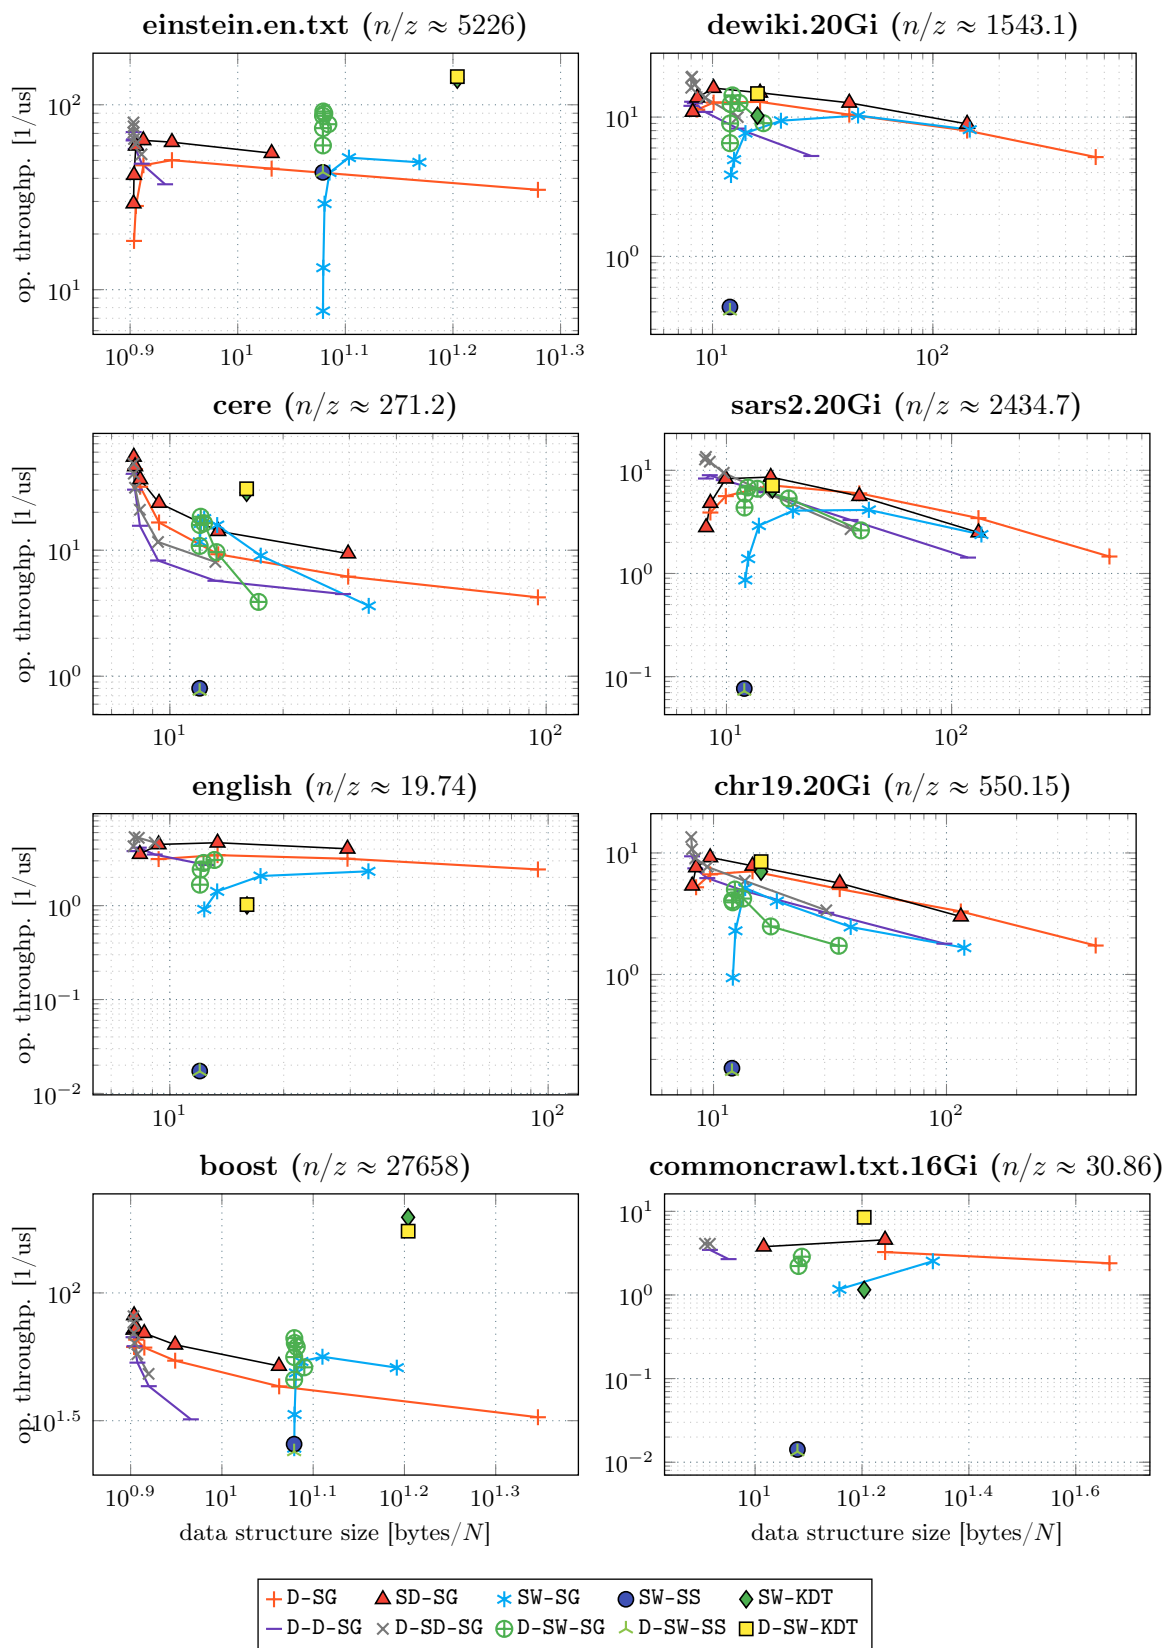 einstein.en.txt (n/z ≈ 5226)
op. throughp. [1/us]
10^2
10^1
10^0.9
10^1
10^1.1
10^1.2
10^1.3
dewiki.20Gi (n/z ≈ 1543.1)
10^1
10^0
10^1
10^2
cere (n/z ≈ 271.2)
op. throughp. [1/us]
10^1
10^0
10^1
10^2
sars2.20Gi (n/z ≈ 2434.7)
10^1
10^0
10^−1
10^1
10^2
english (n/z ≈ 19.74)
op. throughp. [1/us]
10^0
10^−1
10^−2
10^1
10^2
chr19.20Gi (n/z ≈ 550.15)
10^1
10^0
10^1
10^2
boost (n/z ≈ 27658)
op. throughp. [1/us]
10^2
10^1.5
10^0.9
10^1
10^1.1
10^1.2
10^1.3
data structure size [bytes/N]
commoncrawl.txt.16Gi (n/z ≈ 30.86)
10^1
10^0
10^−1
10^−2
10^1
10^1.2
10^1.4
10^1.6
data structure size [bytes/N]
D-SG SD-SG SW-SG SW-SS SW-KDT
D-D-SG D-SD-SG D-SW-SG D-SW-SS D-SW-KDT